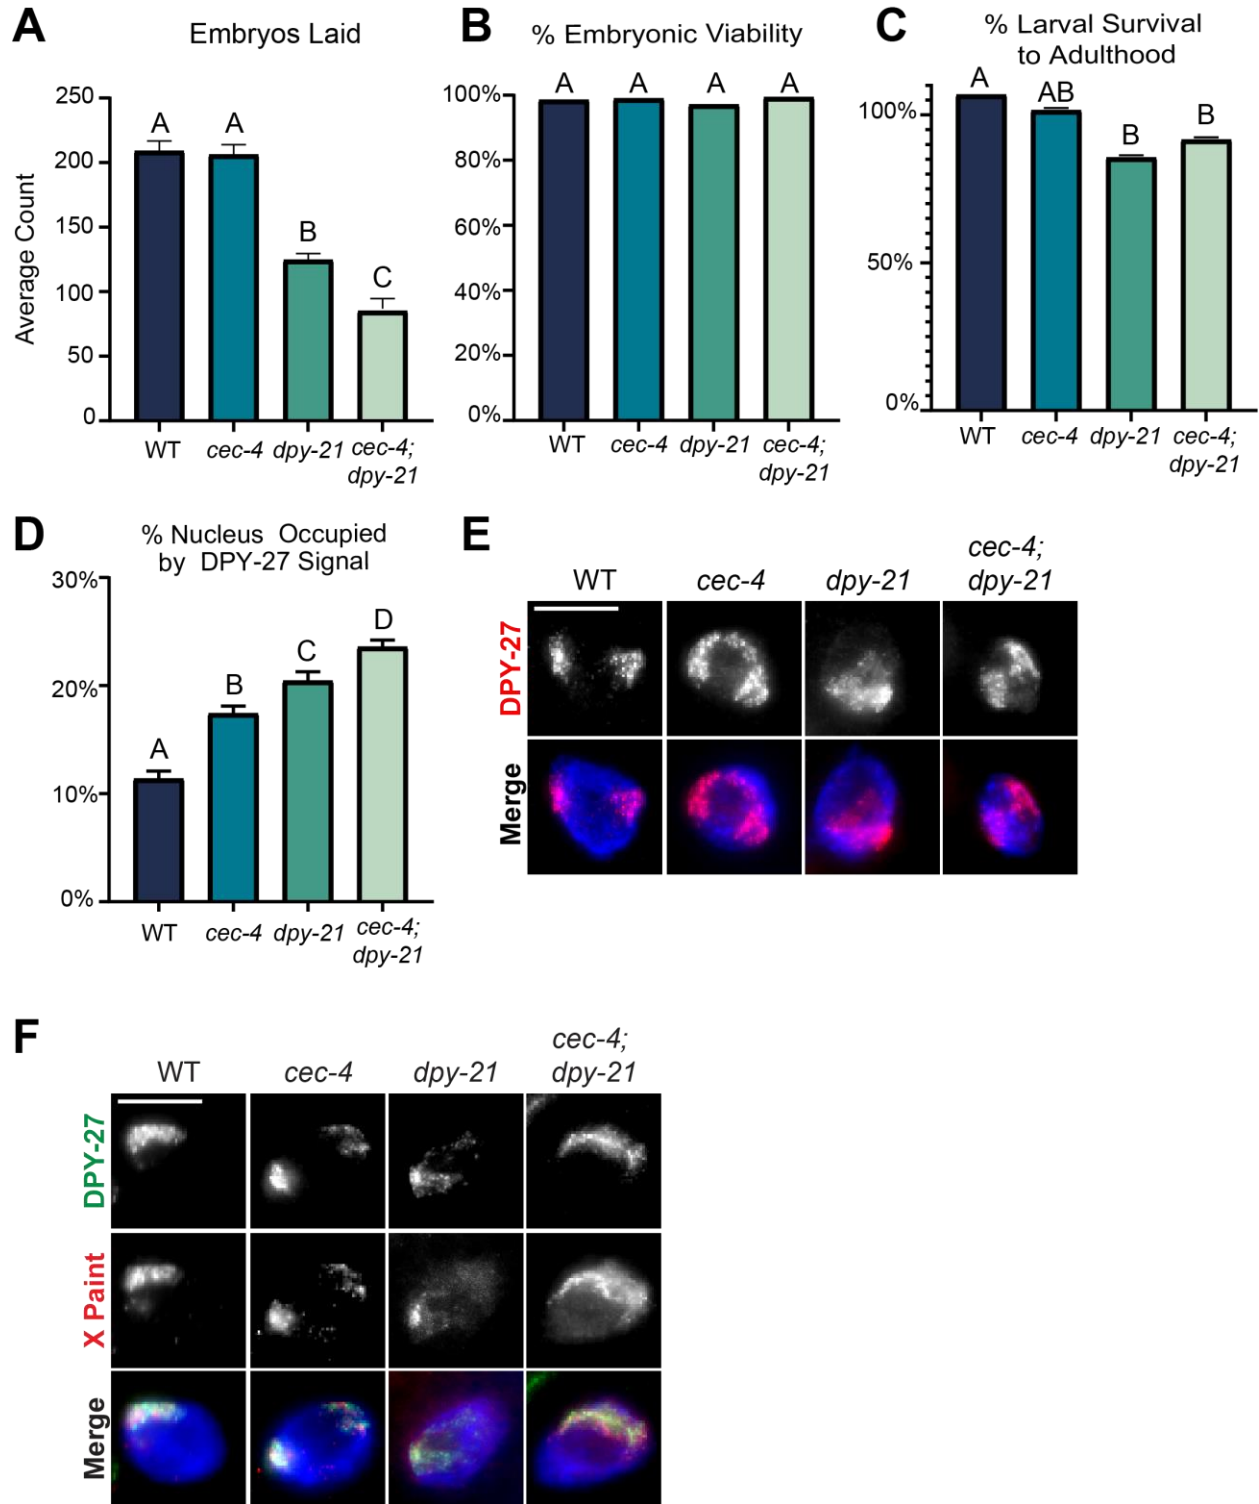 A
Embryos Laid
Average Count
250
200
150
100
50
0
A
A
B
C
WT
cec-4
dpy-21
cec-4;
dpy-21
B
% Embryonic Viability
100%
80%
60%
40%
20%
0%
A
A
A
A
WT
cec-4
dpy-21
cec-4;
dpy-21
C
% Larval Survival
to Adulthood
100%
50%
0%
A
AB
B
B
WT
cec-4
dpy-21
cec-4;
dpy-21
D
% Nucleus Occupied
by DPY-27 Signal
30%
20%
10%
0%
A
B
C
D
WT
cec-4
dpy-21
cec-4;
dpy-21
E
WT
cec-4
dpy-21
cec-4;
dpy-21
DPY-27
Merge
F
WT
cec-4
dpy-21
cec-4;
dpy-21
DPY-27
X Paint
Merge